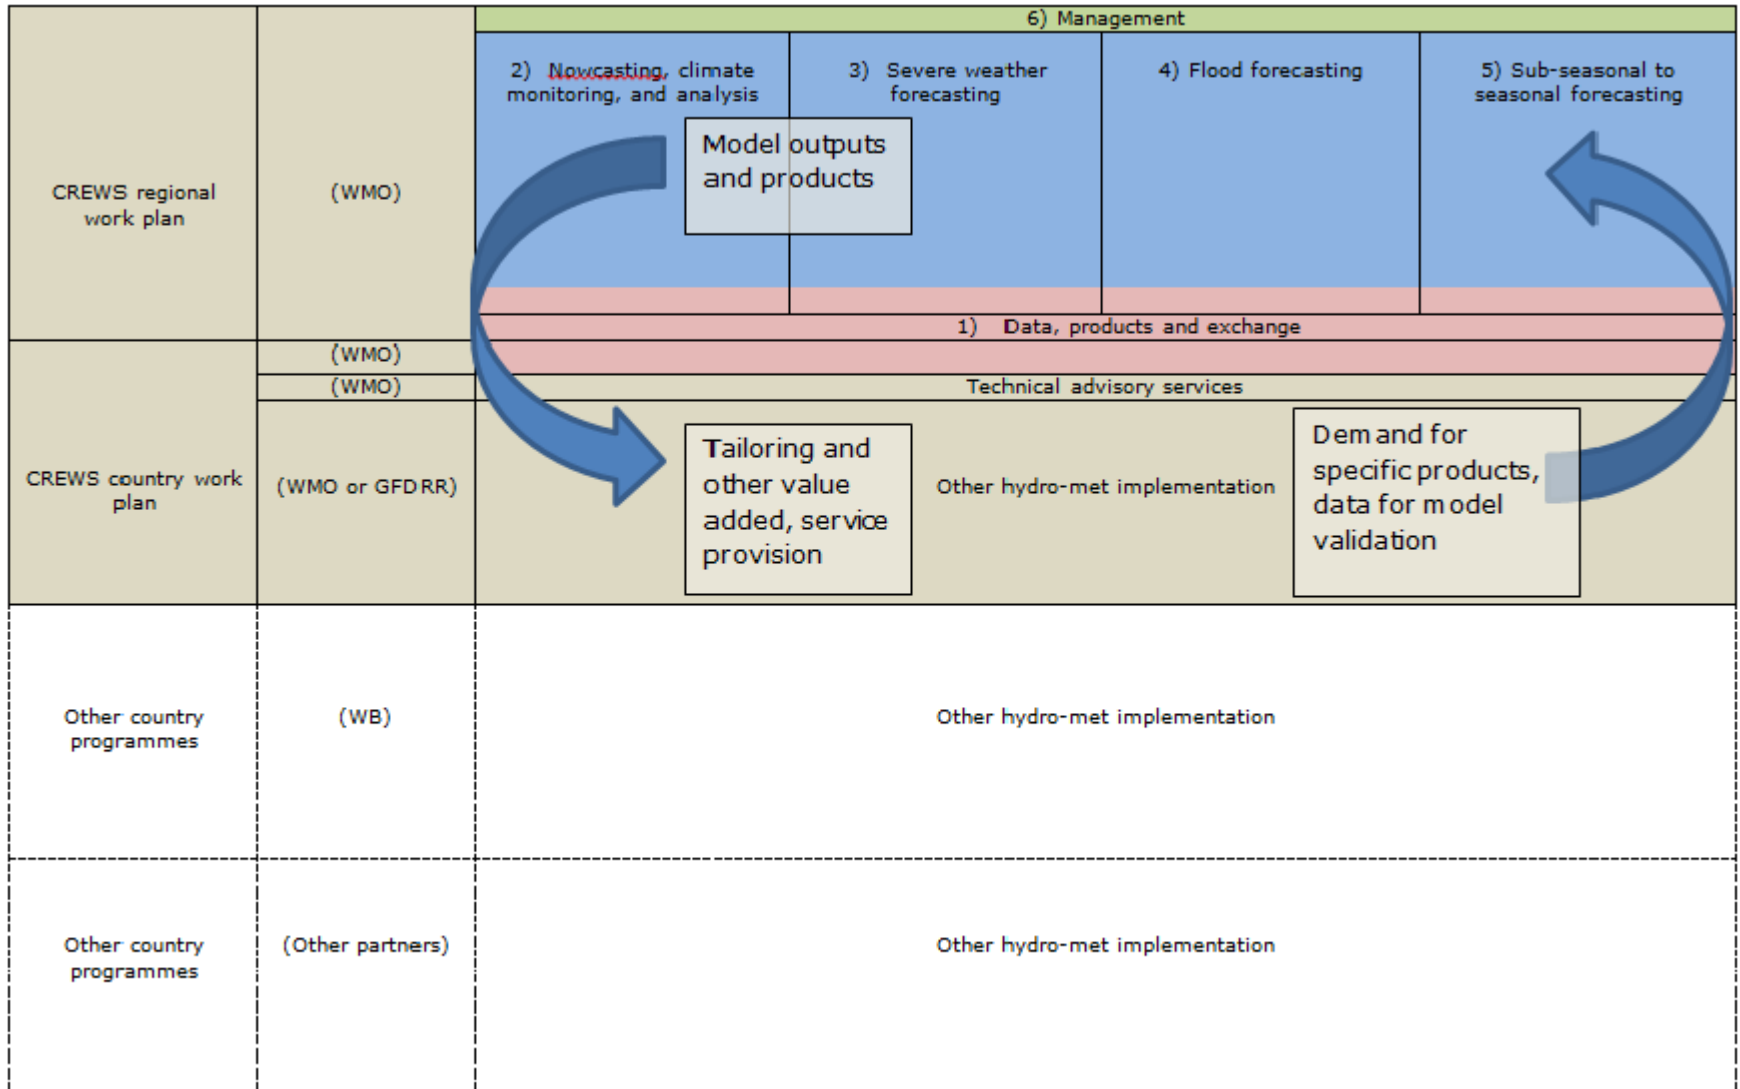 6) Management
2) Nowcasting, climate
monitoring, and analysis
3) Severe weather
forecasting
4) Flood forecasting
5) Sub-seasonal to
seasonal forecasting
Model outputs
and products
CREWS regional
work plan
(WMO)
1) Data, products and exchange
(WMO)
(WMO)
Technical advisory services
CREWS country work
plan
(WMO or GFDRR)
Tailoring and
other value
added, service
provision
Other hydro-met implementation
Demand for
specific products,
data for model
validation
Other country
programmes
(WB)
Other hydro-met implementation
Other country
programmes
(Other partners)
Other hydro-met implementation